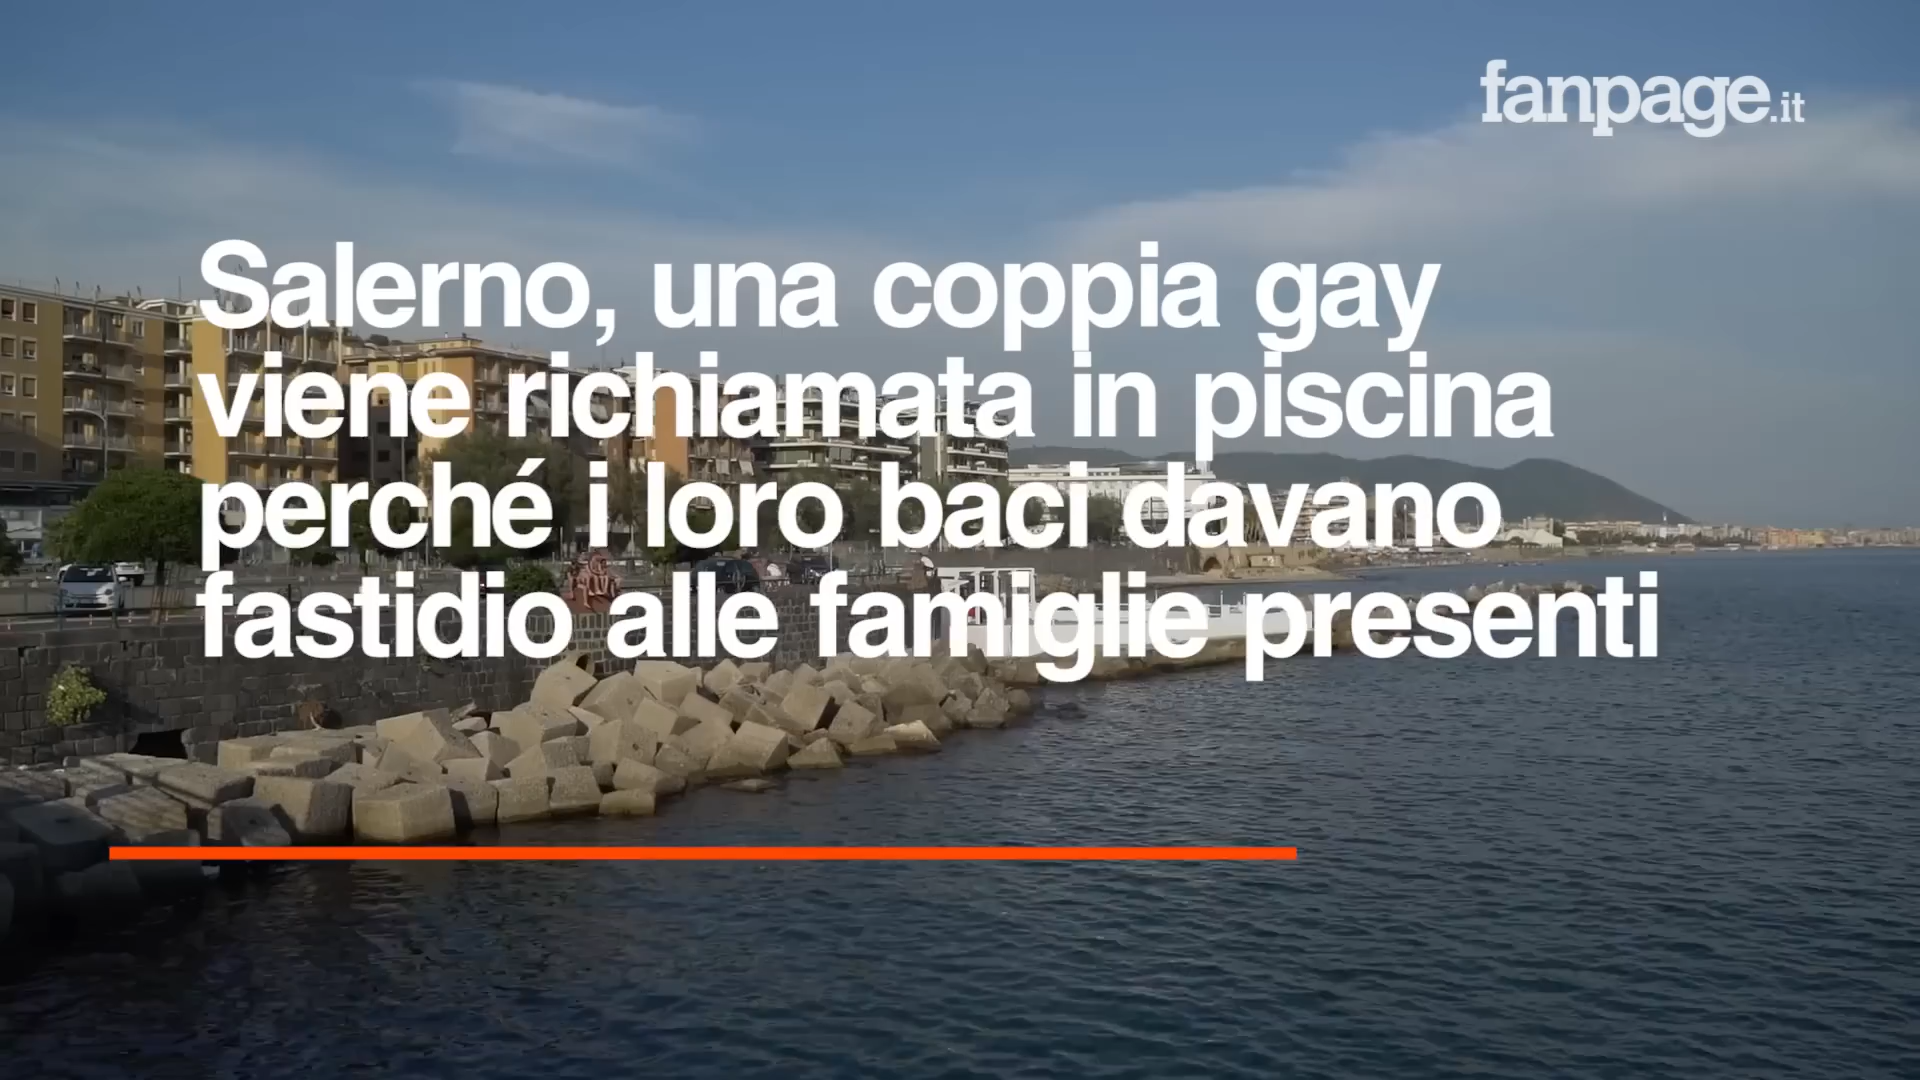 fanpage.it
Salerno, una coppia gay
viene richiamata in piscina
perché i loro baci davano
fastidio alle famiglie presenti